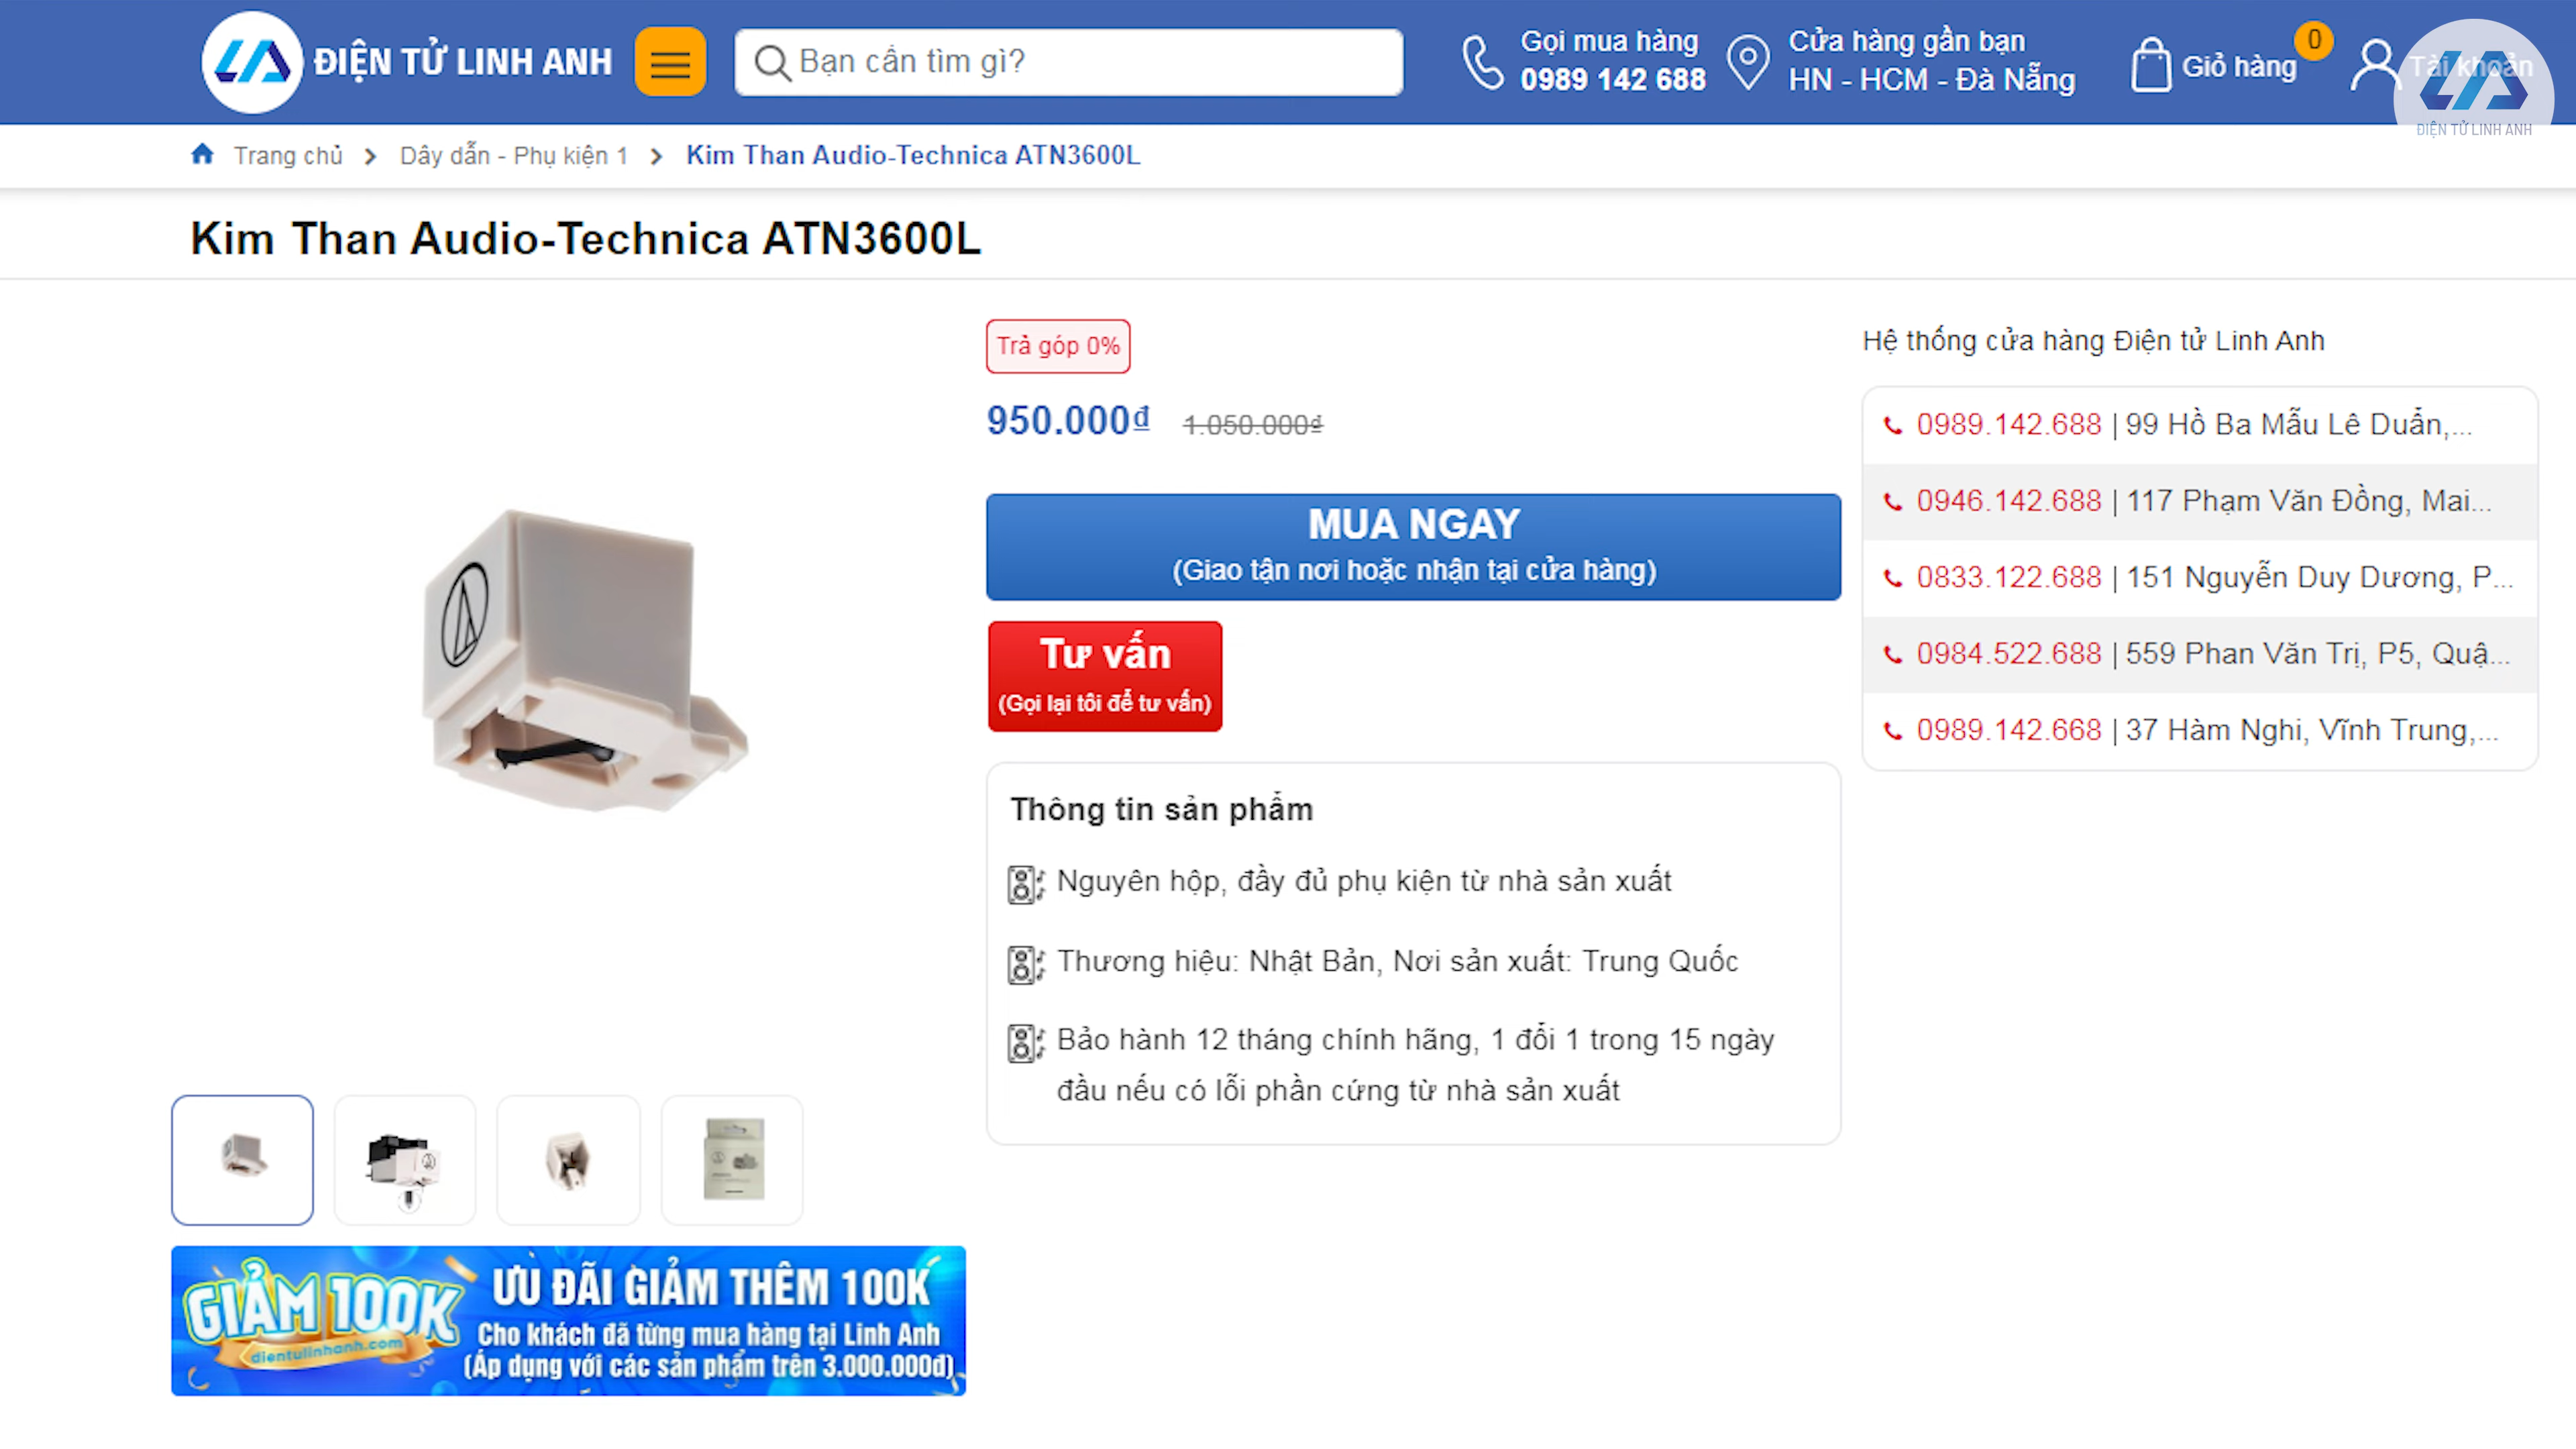 ĐIỆN TỬ LINH ANH
Bạn cần tìm gì?
Gọi mua hàng
0989 142 688
Cửa hàng gần bạn
HN - HCM - Đà Nẵng
Giỏ hàng
0
Tài khoản
ĐIỆN TỬ LINH ANH
Trang chủ
Dây dẫn - Phụ kiện 1
Kim Than Audio-Technica ATN3600L
Kim Than Audio-Technica ATN3600L
Trả góp 0%
950.000₫ 1.050.000₫
MUA NGAY
(Giao tận nơi hoặc nhận tại cửa hàng)
Tư vấn
(Gọi lại tôi để tư vấn)
Thông tin sản phẩm
Nguyên hộp, đầy đủ phụ kiện từ nhà sản xuất
Thương hiệu: Nhật Bản, Nơi sản xuất: Trung Quốc
Bảo hành 12 tháng chính hãng, 1 đổi 1 trong 15 ngày
đầu nếu có lỗi phần cứng từ nhà sản xuất
Hệ thống cửa hàng Điện tử Linh Anh
0989.142.688 | 99 Hồ Ba Mẫu Lê Duẩn,...
0946.142.688 | 117 Phạm Văn Đồng, Mai...
0833.122.688 | 151 Nguyễn Duy Dương, P...
0984.522.688 | 559 Phan Văn Trị, P5, Quậ...
0989.142.668 | 37 Hàm Nghi, Vĩnh Trung,...
GIẢM 100K
dientulinhanh.com
ƯU ĐÃI GIẢM THÊM 100K
Cho khách đã từng mua hàng tại Linh Anh
(Áp dụng với các sản phẩm trên 3.000.000đ)